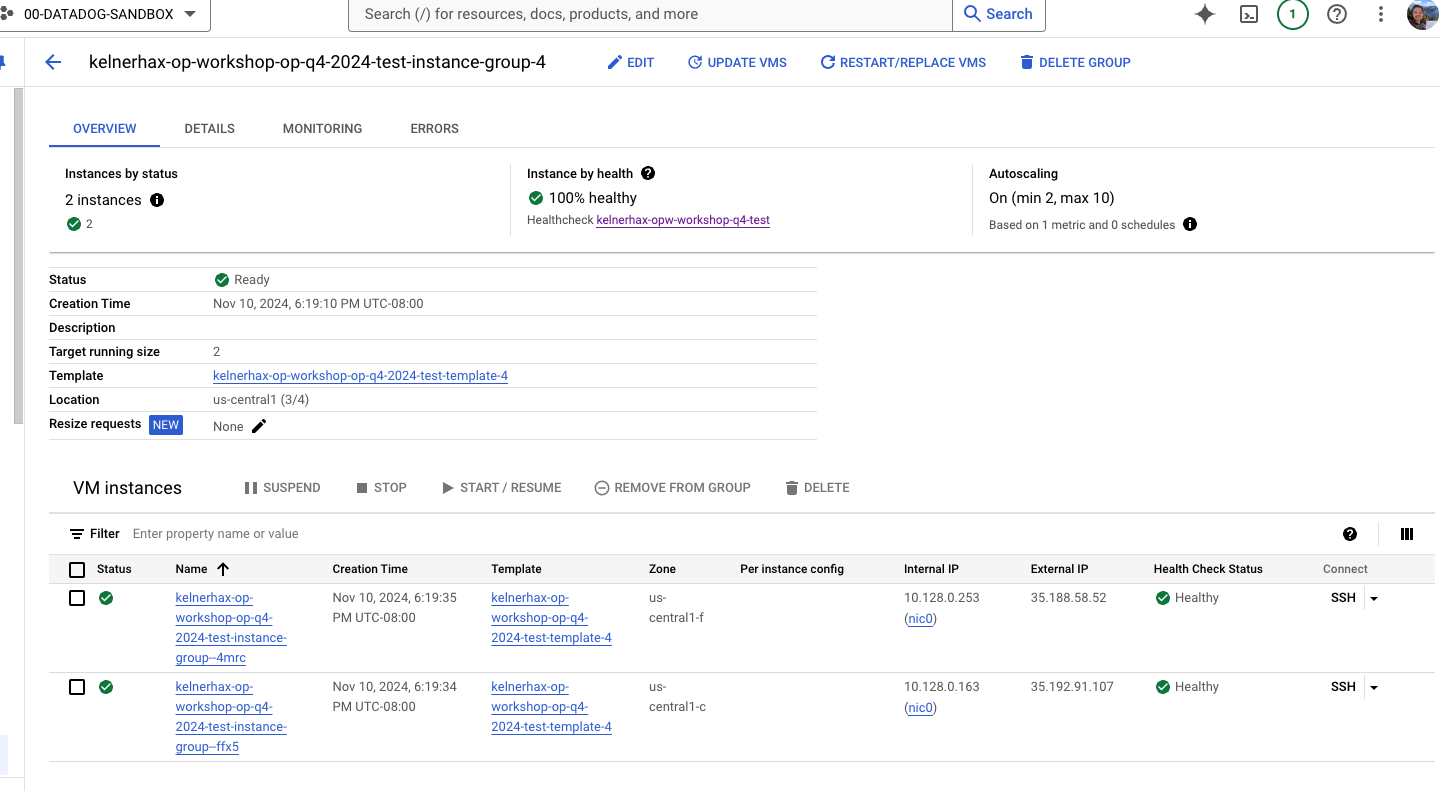 00-DATADOG-SANDBOX
Search (/) for resources, docs, products, and more
Search
1
kelnerhax-op-workshop-op-q4-2024-test-instance-group-4
EDIT
UPDATE VMS
RESTART/REPLACE VMS
DELETE GROUP
OVERVIEW
DETAILS
MONITORING
ERRORS
Instances by status
2 instances
2
Instance by health
100% healthy
Healthcheck kelnerhax-opw-workshop-q4-test
Autoscaling
On (min 2, max 10)
Based on 1 metric and 0 schedules
Status Ready
Creation Time Nov 10, 2024, 6:19:10 PM UTC-08:00
Description
Target running size 2
Template kelnerhax-op-workshop-op-q4-2024-test-template-4
Location us-central1 (3/4)
Resize requests NEW None
VM instances
SUSPEND
STOP
START / RESUME
REMOVE FROM GROUP
DELETE
Filter Enter property name or value
Status Name Creation Time Template Zone Per instance config Internal IP External IP Health Check Status Connect
kelnerhax-op- Nov 10, 2024, 6:19:35 kelnerhax-op- us- 10.128.0.253 35.188.58.52 Healthy SSH
workshop-op-q4- PM UTC-08:00 workshop-op-q4- central1-f (nic0)
2024-test-instance- 2024-test-template-4
group--4mrc
kelnerhax-op- Nov 10, 2024, 6:19:34 kelnerhax-op- us- 10.128.0.163 35.192.91.107 Healthy SSH
workshop-op-q4- PM UTC-08:00 workshop-op-q4- central1-c (nic0)
2024-test-instance- 2024-test-template-4
group--ffx5